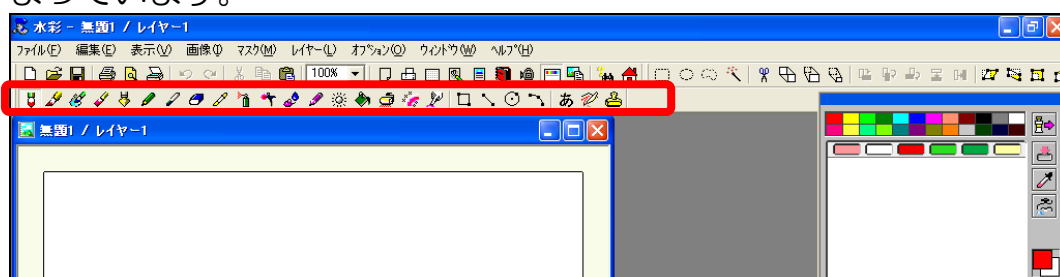 まっています。
水彩 - 無題1 / レイヤー1
ファイル(F) 編集(E) 表示(V) 画像(I) マスク(M) レイヤー(L) オプション(O) ウィンドウ(W) ヘルプ(H)
100%
あ
無題1 / レイヤー1